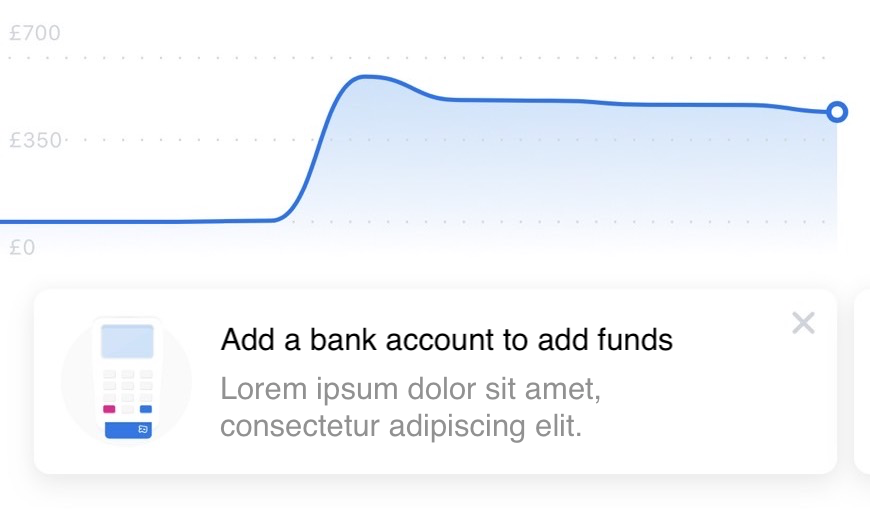 £700
£350
£0
Add a bank account to add funds
Lorem ipsum dolor sit amet,
consectetur adipiscing elit.